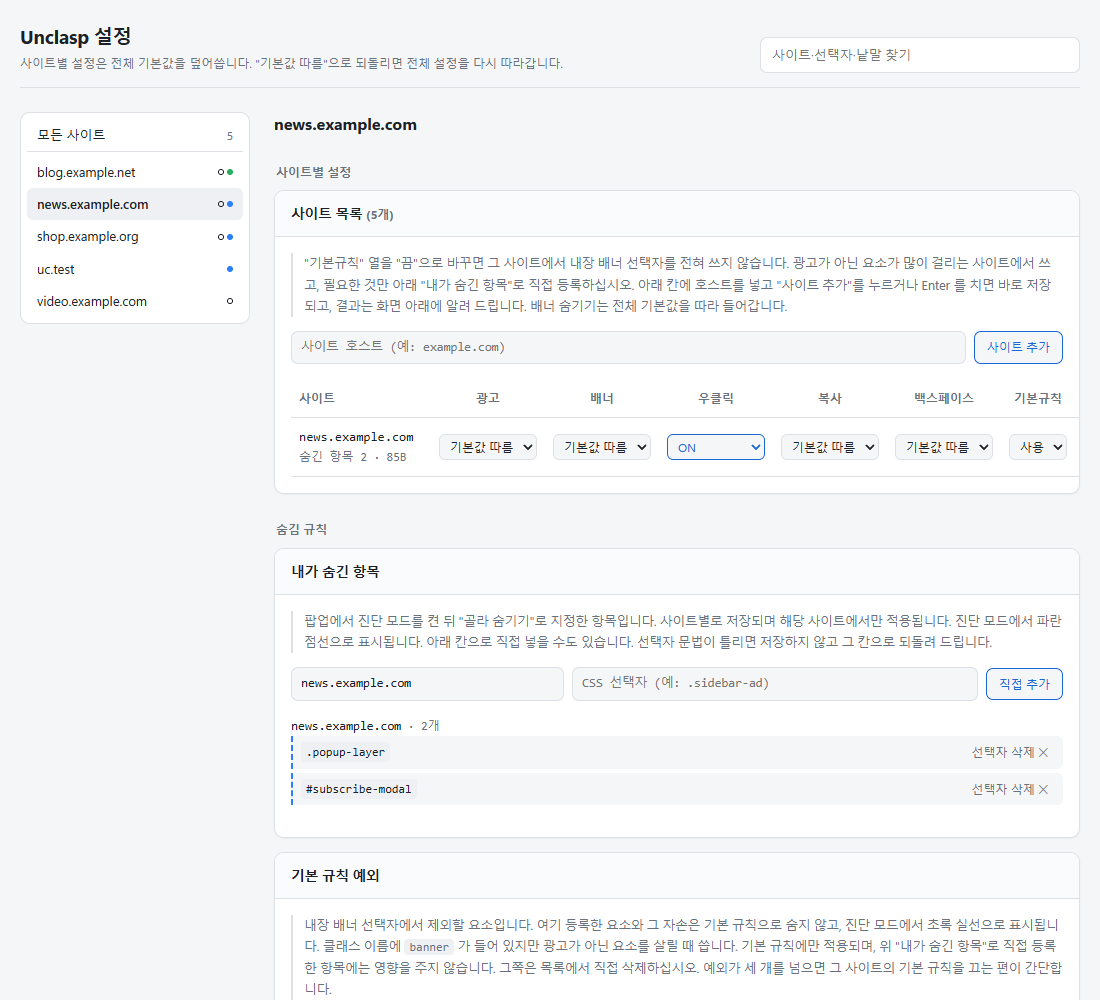 Unclasp 설정
사이트별 설정은 전체 기본값을 덮어씁니다. "기본값 따름"으로 되돌리면 전체 설정을 다시 따라갑니다.
사이트·선택자·낱말 찾기
모든 사이트 5
blog.example.net
news.example.com
shop.example.org
uc.test
video.example.com
news.example.com
사이트별 설정
사이트 목록 (5개)
"기본규칙" 열을 "끔"으로 바꾸면 그 사이트에서 내장 배너 선택자를 전혀 쓰지 않습니다. 광고가 아닌 요소가 많이 걸리는 사이트에서 쓰
고, 필요한 것만 아래 "내가 숨긴 항목"로 직접 등록하십시오. 아래 칸에 호스트를 넣고 "사이트 추가"를 누르거나 Enter 를 치면 바로 저장
되고, 결과는 화면 아래에 알려 드립니다. 배너 숨기기는 전체 기본값을 따라 들어갑니다.
사이트 호스트 (예: example.com) 사이트 추가
사이트 광고 배너 우클릭 복사 백스페이스 기본규칙
news.example.com 기본값 따름 기본값 따름 ON 기본값 따름 기본값 따름 사용
숨긴 항목 2 · 85B
숨김 규칙
내가 숨긴 항목
팝업에서 진단 모드를 켠 뒤 "골라 숨기기"로 지정한 항목입니다. 사이트별로 저장되며 해당 사이트에서만 적용됩니다. 진단 모드에서 파란
점선으로 표시됩니다. 아래 칸으로 직접 넣을 수도 있습니다. 선택자 문법이 틀리면 저장하지 않고 그 칸으로 되돌려 드립니다.
news.example.com CSS 선택자 (예: .sidebar-ad) 직접 추가
news.example.com · 2개
.popup-layer 선택자 삭제 ×
#subscribe-modal 선택자 삭제 ×
기본 규칙 예외
내장 배너 선택자에서 제외할 요소입니다. 여기 등록한 요소와 그 자손은 기본 규칙으로 숨지 않고, 진단 모드에서 초록 실선으로 표시됩니
다. 클래스 이름에 banner 가 들어 있지만 광고가 아닌 요소를 살릴 때 씁니다. 기본 규칙에만 적용되며, 위 "내가 숨긴 항목"로 직접 등록
한 항목에는 영향을 주지 않습니다. 그쪽은 목록에서 직접 삭제하십시오. 예외가 세 개를 넘으면 그 사이트의 기본 규칙을 끄는 편이 간단합
니다.